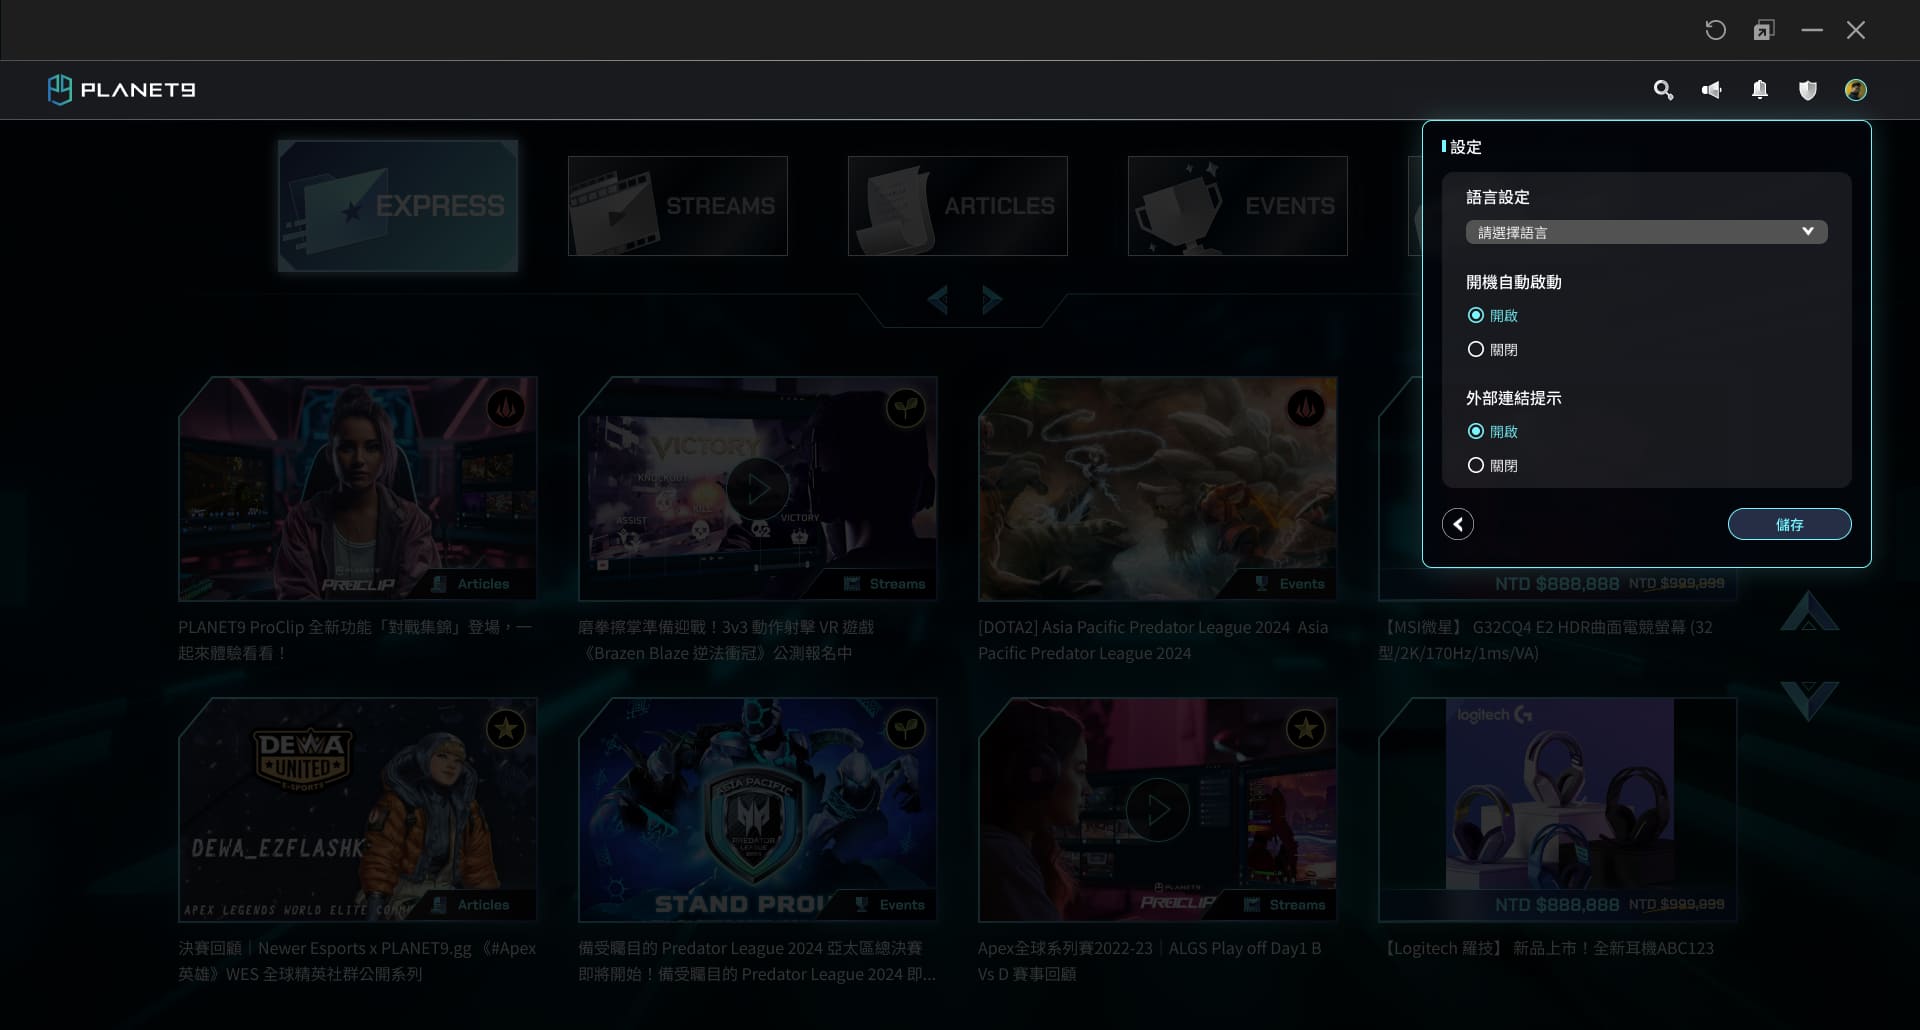 PLANET9
設定
語言設定
請選擇語言
開機自動啟動
開啟
關閉
外部連結提示
開啟
關閉
儲存
EXPRESS
STREAMS
ARTICLES
EVENTS
PLANET9
PROCLIP
Articles
VICTORY
KNOCKOUT
KILL
ASSIST
VICTORY
Streams
Events
NTD $888,888 NTD $999,999
PLANET9 ProClip 全新功能「對戰集錦」登場，一
起來體驗看看！
磨拳擦掌準備迎戰！3v3 動作射擊 VR 遊戲
《Brazen Blaze 逆法衝冠》公測報名中
[DOTA2] Asia Pacific Predator League 2024 Asia
Pacific Predator League 2024
【MSI微星】 G32CQ4 E2 HDR曲面電競螢幕 (32
型/2K/170Hz/1ms/VA)
DEWA
UNITED
E-SPORTS
DEWA_EZFLASHK
APEX LEGENDS WORLD ELITE COMM
Articles
ASIA PACIFIC
PREDATOR
LEAGUE
STAND PROU
Events
PLANET9
PROCLIP
Streams
logitech G
NTD $888,888 NTD $999,999
決賽回顧｜Newer Esports x PLANET9.gg 《#Apex
英雄》WES 全球精英社群公開系列
備受矚目的 Predator League 2024 亞太區總決賽
即將開始！備受矚目的 Predator League 2024 即...
Apex全球系列賽2022-23｜ALGS Play off Day1 B
Vs D 賽事回顧
【Logitech 羅技】 新品上市！全新耳機ABC123